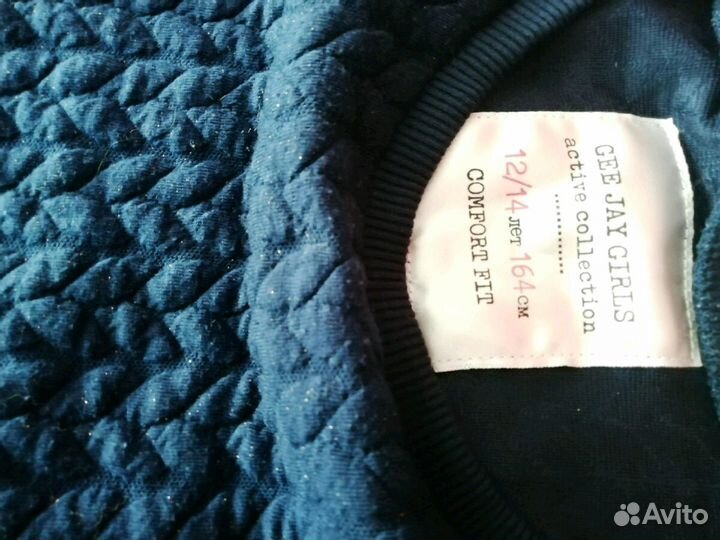 GEE JAY GIRLS
active collection
..............
12/14 лет 164 см
COMFORT FIT
Avito